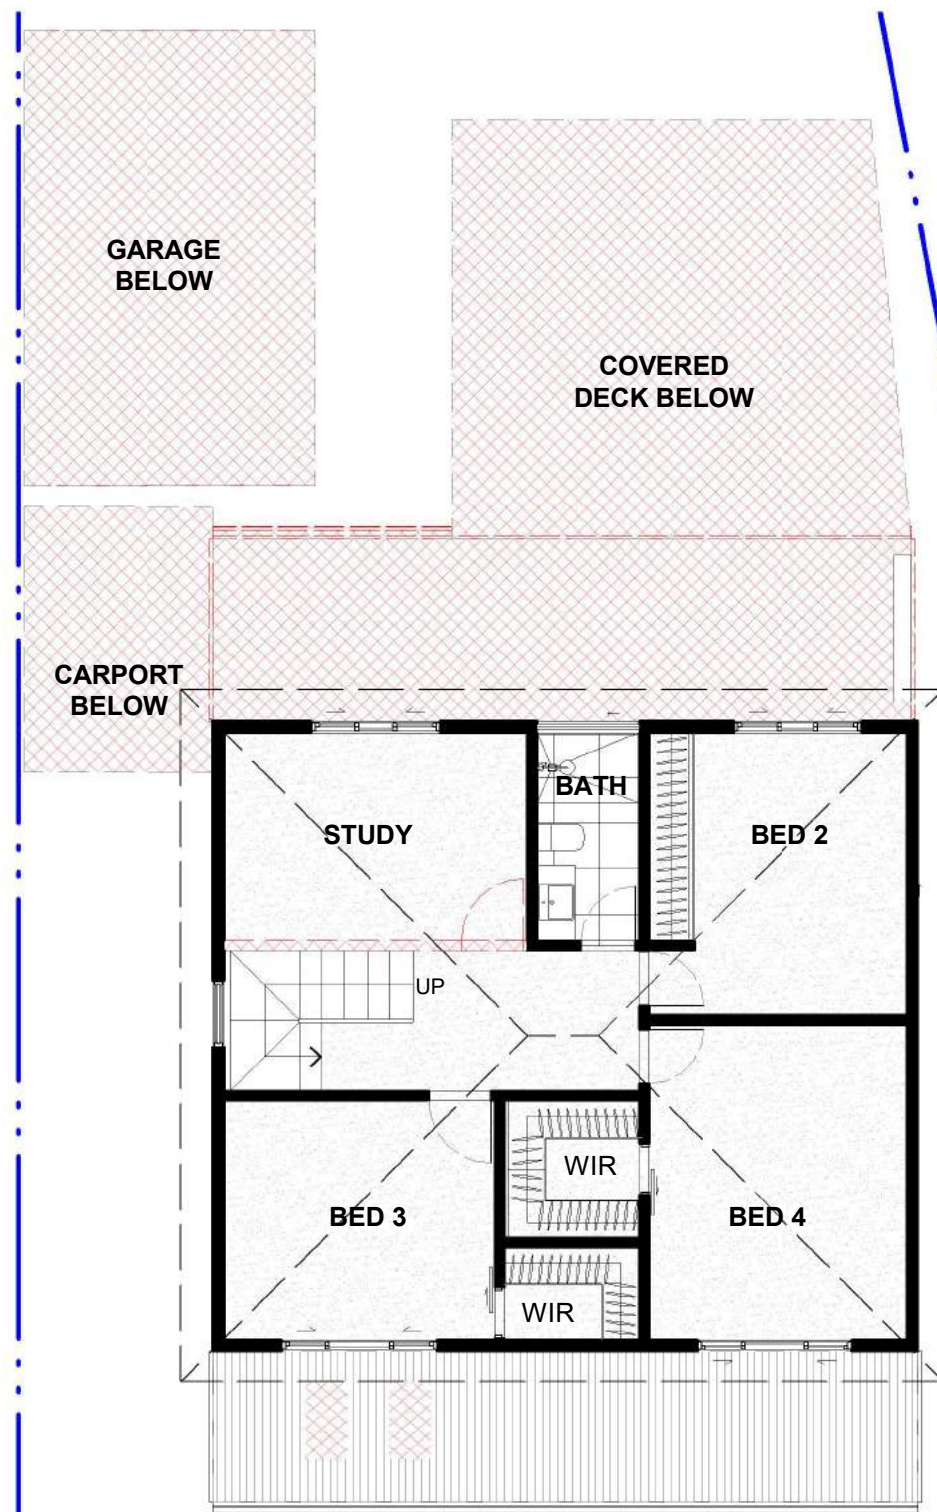 GARAGE
BELOW
COVERED
DECK BELOW
CARPORT
BELOW
BATH
STUDY
BED 2
UP
WIR
BED 3
BED 4
WIR